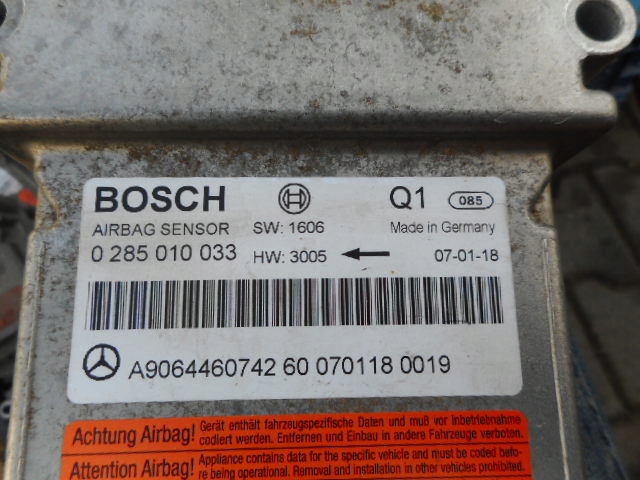 BOSCH Q1 085
AIRBAG SENSOR SW: 1606 Made in Germany
0 285 010 033 HW: 3005 07-01-18
A9064460742 60 070118 0019
Achtung Airbag! Gerät enthält fahrzeugspezifische Daten und muß vor Inbetriebnahme
codiert werden. Entfernen und Einbau in andere Fahrzeuge verboten.
Attention Airbag! Appliance contains data for the specific vehicle and must be coded befo-
re being operational. Removal and installation in other vehicles prohibited.